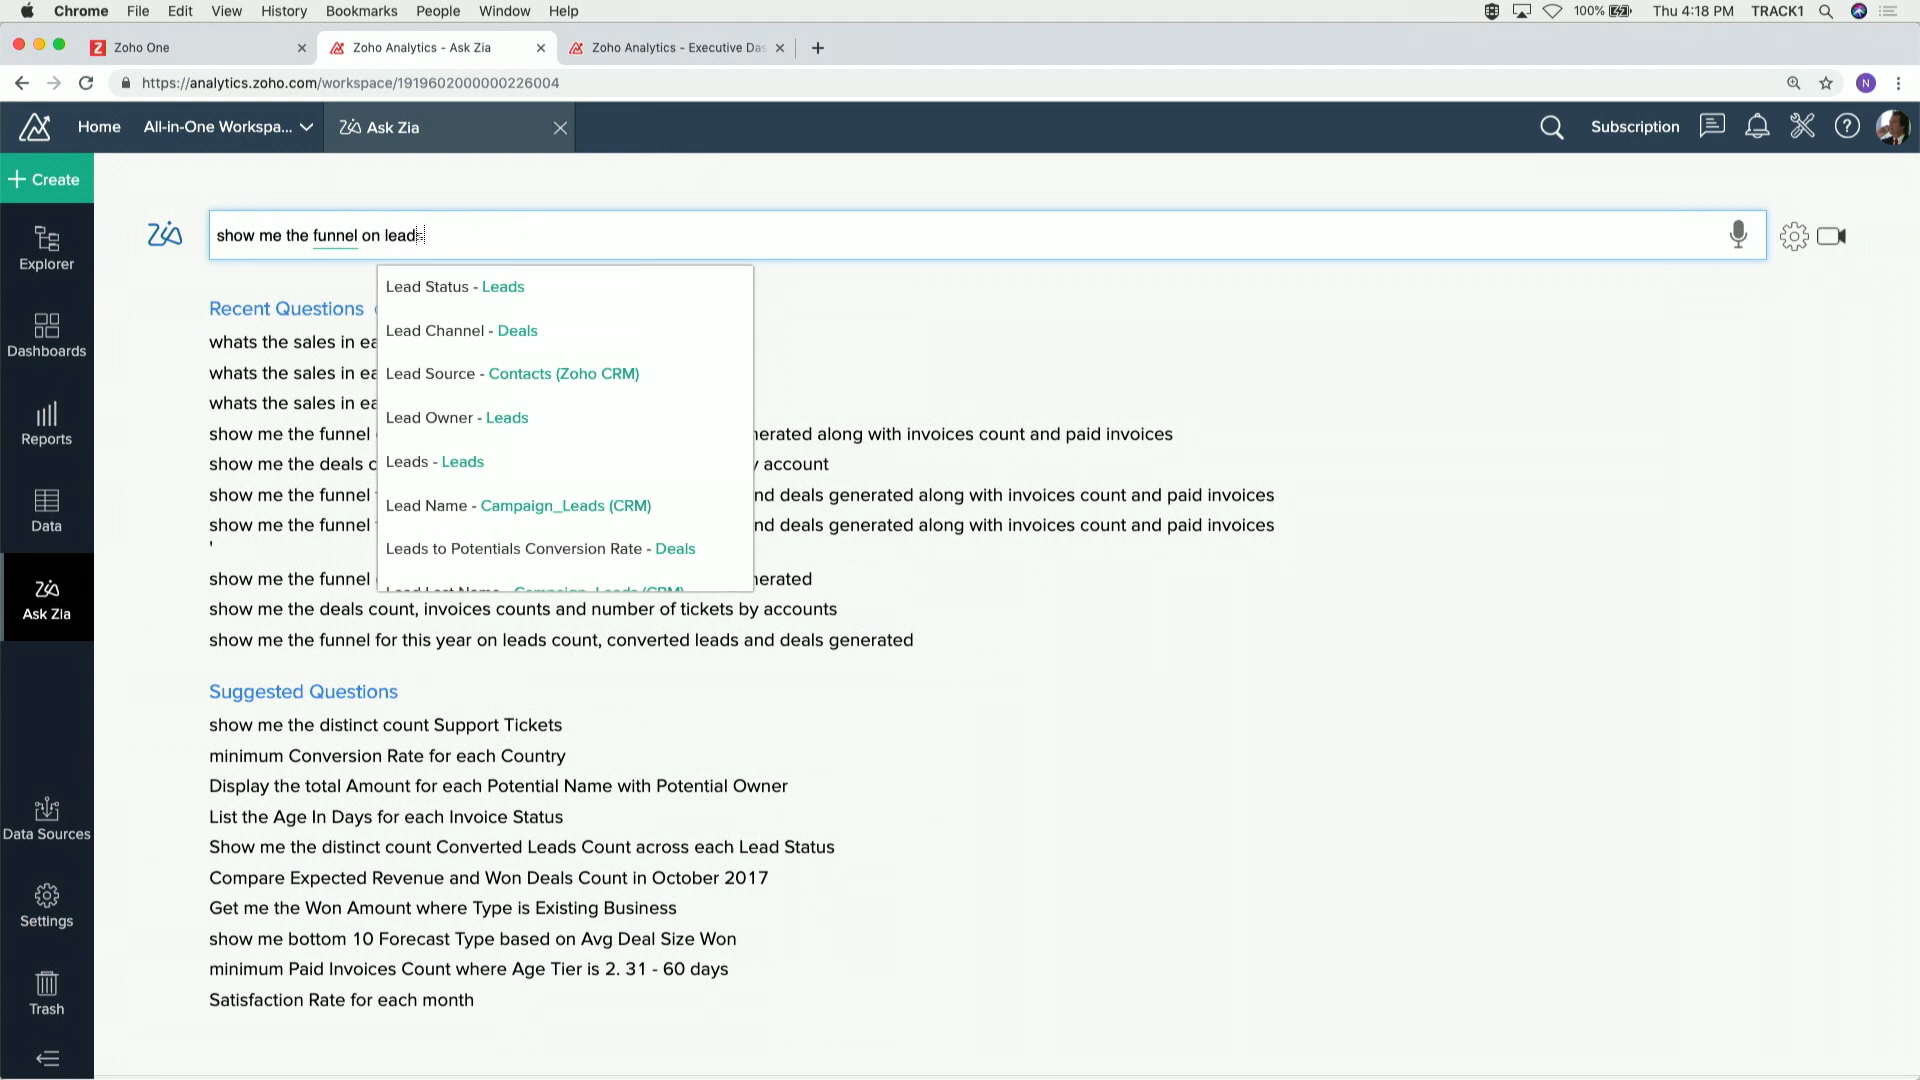 Chrome File Edit View History Bookmarks People Window Help 100% Thu 4:18 PM TRACK1
Zoho One
Zoho Analytics - Ask Zia
Zoho Analytics - Executive Das
https://analytics.zoho.com/workspace/1919602000000226004
N
Home All-in-One Workspa... Ask Zia Subscription
Create
Explorer
Dashboards
Reports
Data
Ask Zia
Data Sources
Settings
Trash
Zia
show me the funnel on lead
Lead Status - Leads
Lead Channel - Deals
Lead Source - Contacts (Zoho CRM)
Lead Owner - Leads
Leads - Leads
Lead Name - Campaign_Leads (CRM)
Leads to Potentials Conversion Rate - Deals
Lead Last Name - Campaign_Leads (CRM)
Recent Questions
whats the sales in ea
whats the sales in ea
whats the sales in ea
show me the funnel erated along with invoices count and paid invoices
show me the deals c account
show me the funnel nd deals generated along with invoices count and paid invoices
show me the funnel nd deals generated along with invoices count and paid invoices
'
show me the funnel erated
show me the deals count, invoices counts and number of tickets by accounts
show me the funnel for this year on leads count, converted leads and deals generated
Suggested Questions
show me the distinct count Support Tickets
minimum Conversion Rate for each Country
Display the total Amount for each Potential Name with Potential Owner
List the Age In Days for each Invoice Status
Show me the distinct count Converted Leads Count across each Lead Status
Compare Expected Revenue and Won Deals Count in October 2017
Get me the Won Amount where Type is Existing Business
show me bottom 10 Forecast Type based on Avg Deal Size Won
minimum Paid Invoices Count where Age Tier is 2. 31 - 60 days
Satisfaction Rate for each month